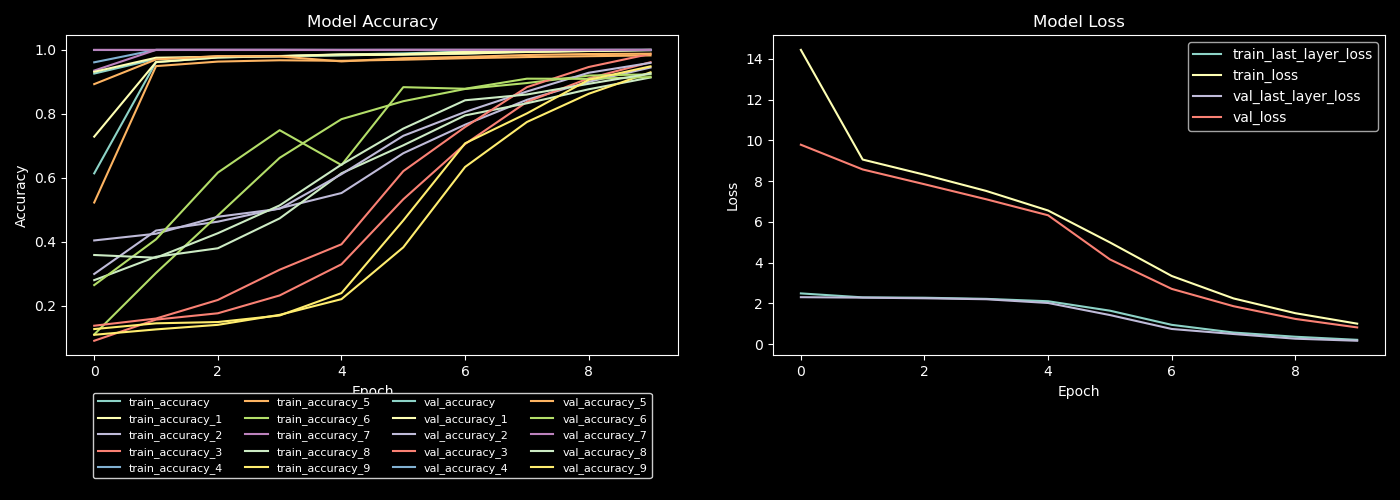 Model Accuracy
1.0
0.8
0.6
0.4
0.2
Accuracy
0 2 4 6 8
Epoch
train_accuracy train_accuracy_5 val_accuracy val_accuracy_5
train_accuracy_1 train_accuracy_6 val_accuracy_1 val_accuracy_6
train_accuracy_2 train_accuracy_7 val_accuracy_2 val_accuracy_7
train_accuracy_3 train_accuracy_8 val_accuracy_3 val_accuracy_8
train_accuracy_4 train_accuracy_9 val_accuracy_4 val_accuracy_9
Model Loss
14
12
10
8
6
4
2
0
Loss
train_last_layer_loss
train_loss
val_last_layer_loss
val_loss
0 2 4 6 8
Epoch